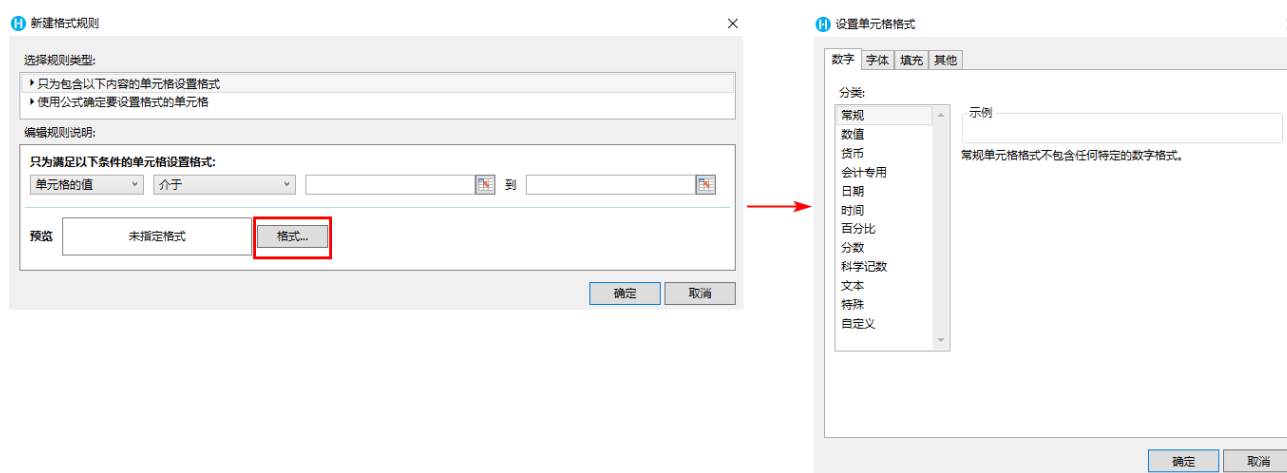 新建格式规则
选择规则类型:
只为包含以下内容的单元格设置格式
使用公式确定要设置格式的单元格
编辑规则说明:
只为满足以下条件的单元格设置格式:
单元格的值 介于 到
预览 未指定格式 格式...
确定 取消
设置单元格格式
数字 字体 填充 其他
分类:
常规
数值
货币
会计专用
日期
时间
百分比
分数
科学记数
文本
特殊
自定义
示例
常规单元格格式不包含任何特定的数字格式。
确定 取消